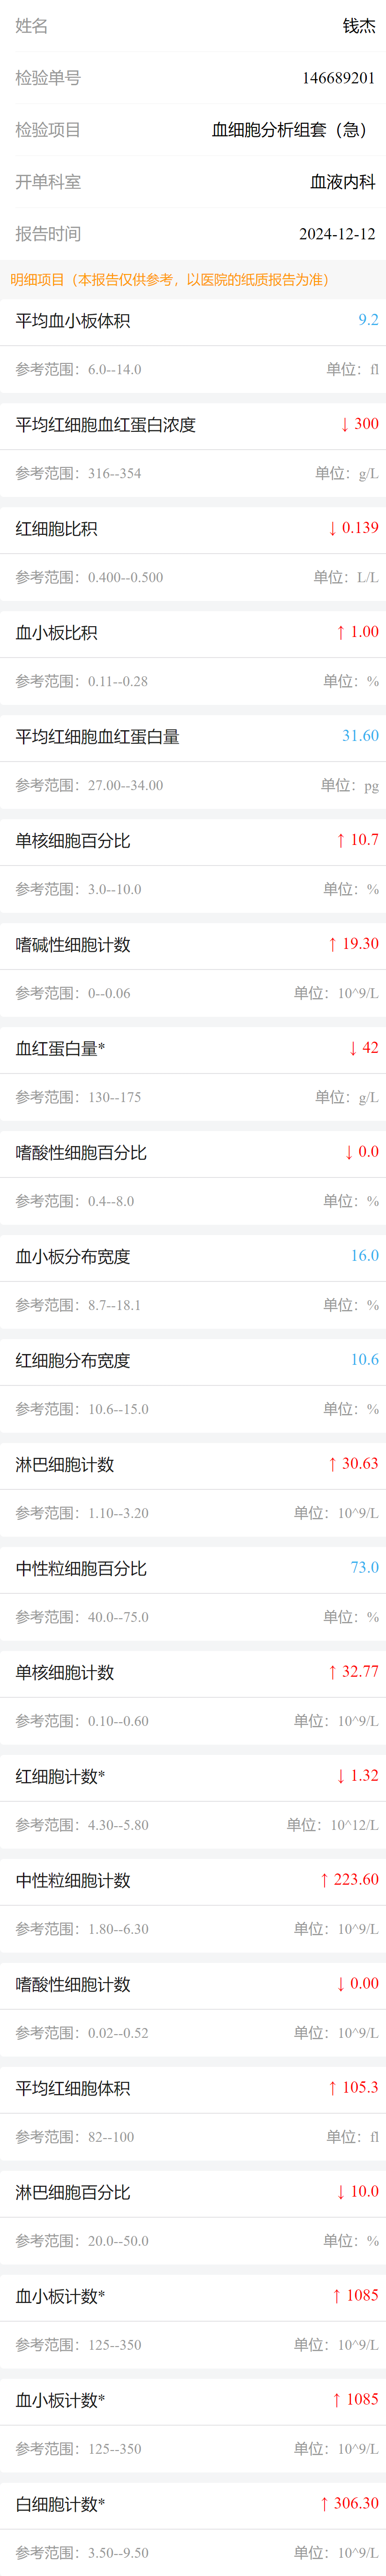 姓名 钱杰
检验单号 146689201
检验项目 血细胞分析组套（急）
开单科室 血液内科
报告时间 2024-12-12
明细项目（本报告仅供参考，以医院的纸质报告为准）
平均血小板体积 9.2
参考范围：6.0--14.0 单位：fl
平均红细胞血红蛋白浓度 ↓ 300
参考范围：316--354 单位：g/L
红细胞比积 ↓ 0.139
参考范围：0.400--0.500 单位：L/L
血小板比积 ↑ 1.00
参考范围：0.11--0.28 单位：%
平均红细胞血红蛋白量 31.60
参考范围：27.00--34.00 单位：pg
单核细胞百分比 ↑ 10.7
参考范围：3.0--10.0 单位：%
嗜碱性细胞计数 ↑ 19.30
参考范围：0--0.06 单位：10^9/L
血红蛋白量* ↓ 42
参考范围：130--175 单位：g/L
嗜酸性细胞百分比 ↓ 0.0
参考范围：0.4--8.0 单位：%
血小板分布宽度 16.0
参考范围：8.7--18.1 单位：%
红细胞分布宽度 10.6
参考范围：10.6--15.0 单位：%
淋巴细胞计数 ↑ 30.63
参考范围：1.10--3.20 单位：10^9/L
中性粒细胞百分比 73.0
参考范围：40.0--75.0 单位：%
单核细胞计数 ↑ 32.77
参考范围：0.10--0.60 单位：10^9/L
红细胞计数* ↓ 1.32
参考范围：4.30--5.80 单位：10^12/L
中性粒细胞计数 ↑ 223.60
参考范围：1.80--6.30 单位：10^9/L
嗜酸性细胞计数 ↓ 0.00
参考范围：0.02--0.52 单位：10^9/L
平均红细胞体积 ↑ 105.3
参考范围：82--100 单位：fl
淋巴细胞百分比 ↓ 10.0
参考范围：20.0--50.0 单位：%
血小板计数* ↑ 1085
参考范围：125--350 单位：10^9/L
血小板计数* ↑ 1085
参考范围：125--350 单位：10^9/L
白细胞计数* ↑ 306.30
参考范围：3.50--9.50 单位：10^9/L